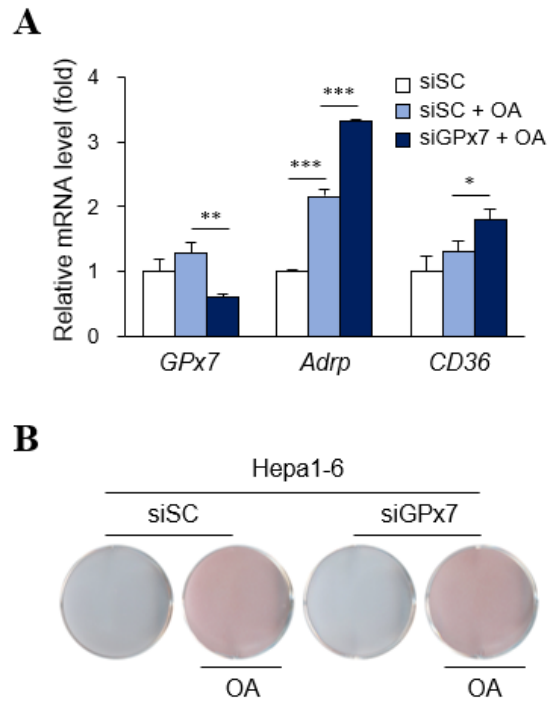 A
Relative mRNA level (fold)
4
3
2
1
0
siSC
siSC + OA
siGPx7 + OA
**
***
***
*
GPx7 Adrp CD36
B
Hepa1-6
siSC siGPx7
OA OA